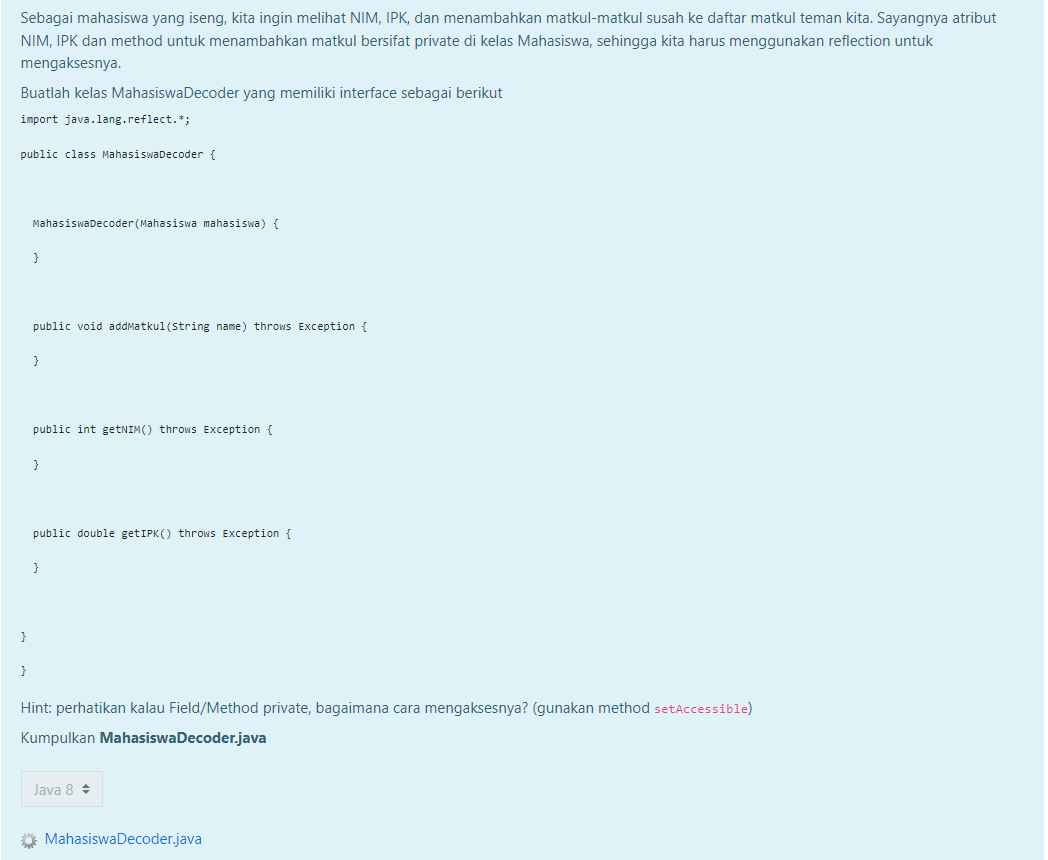 Sebagai mahasiswa yang iseng, kita ingin melihat NIM, IPK, dan menambahkan matkul-matkul susah ke daftar matkul teman kita. Sayangnya atribut
NIM, IPK dan method untuk menambahkan matkul bersifat private di kelas Mahasiswa, sehingga kita harus menggunakan reflection untuk
mengaksesnya.
Buatlah kelas MahasiswaDecoder yang memiliki interface sebagai berikut
import java.lang.reflect.*;
public class MahasiswaDecoder {
MahasiswaDecoder(Mahasiswa mahasiswa) {
}
public void addMatkul(String name) throws Exception {
}
public int getNIM() throws Exception {
}
public double getIPK() throws Exception {
}
}
}
Hint: perhatikan kalau Field/Method private, bagaimana cara mengaksesnya? (gunakan method setAccessible)
Kumpulkan MahasiswaDecoder.java
Java 8
MahasiswaDecoder.java